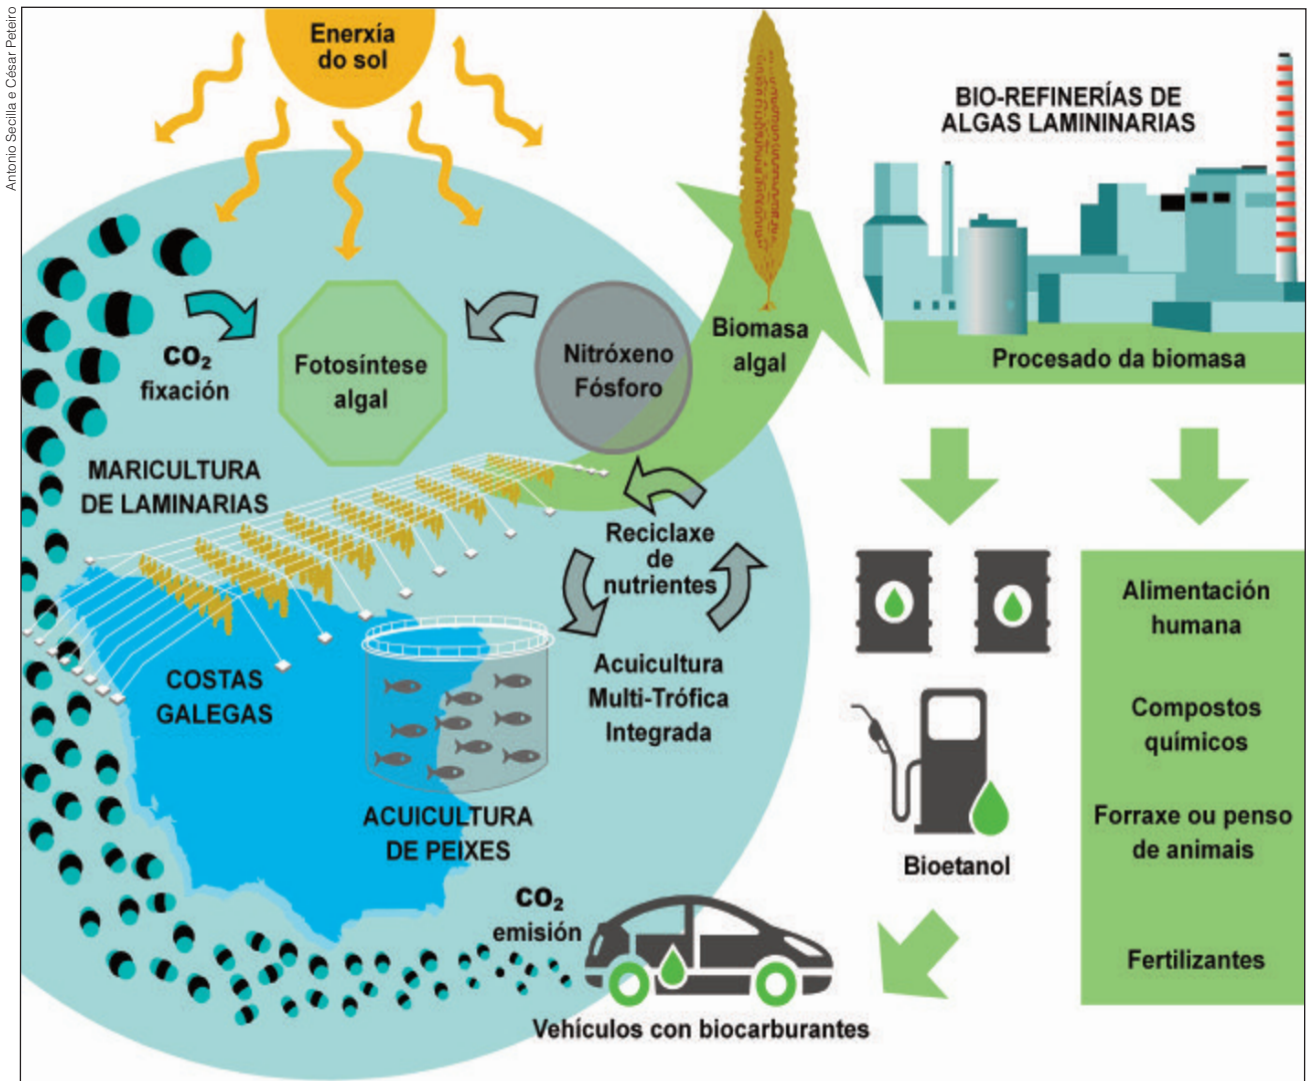 Antonio Secilla e César Peteiro
Enerxía
do sol
BIO-REFINERÍAS DE
ALGAS LAMININARIAS
CO₂
fixación
Fotosíntese
algal
Nitróxeno
Fósforo
Biomasa
algal
Procesado da biomasa
MARICULTURA
DE LAMINARIAS
Reciclaxe
de
nutrientes
Acuicultura
Multi-Trófica
Integrada
COSTAS
GALEGAS
ACUICULTURA
DE PEIXES
Alimentación
humana
Compostos
químicos
Forraxe ou penso
de animais
Fertilizantes
Bioetanol
CO₂
emisión
Vehículos con biocarburantes